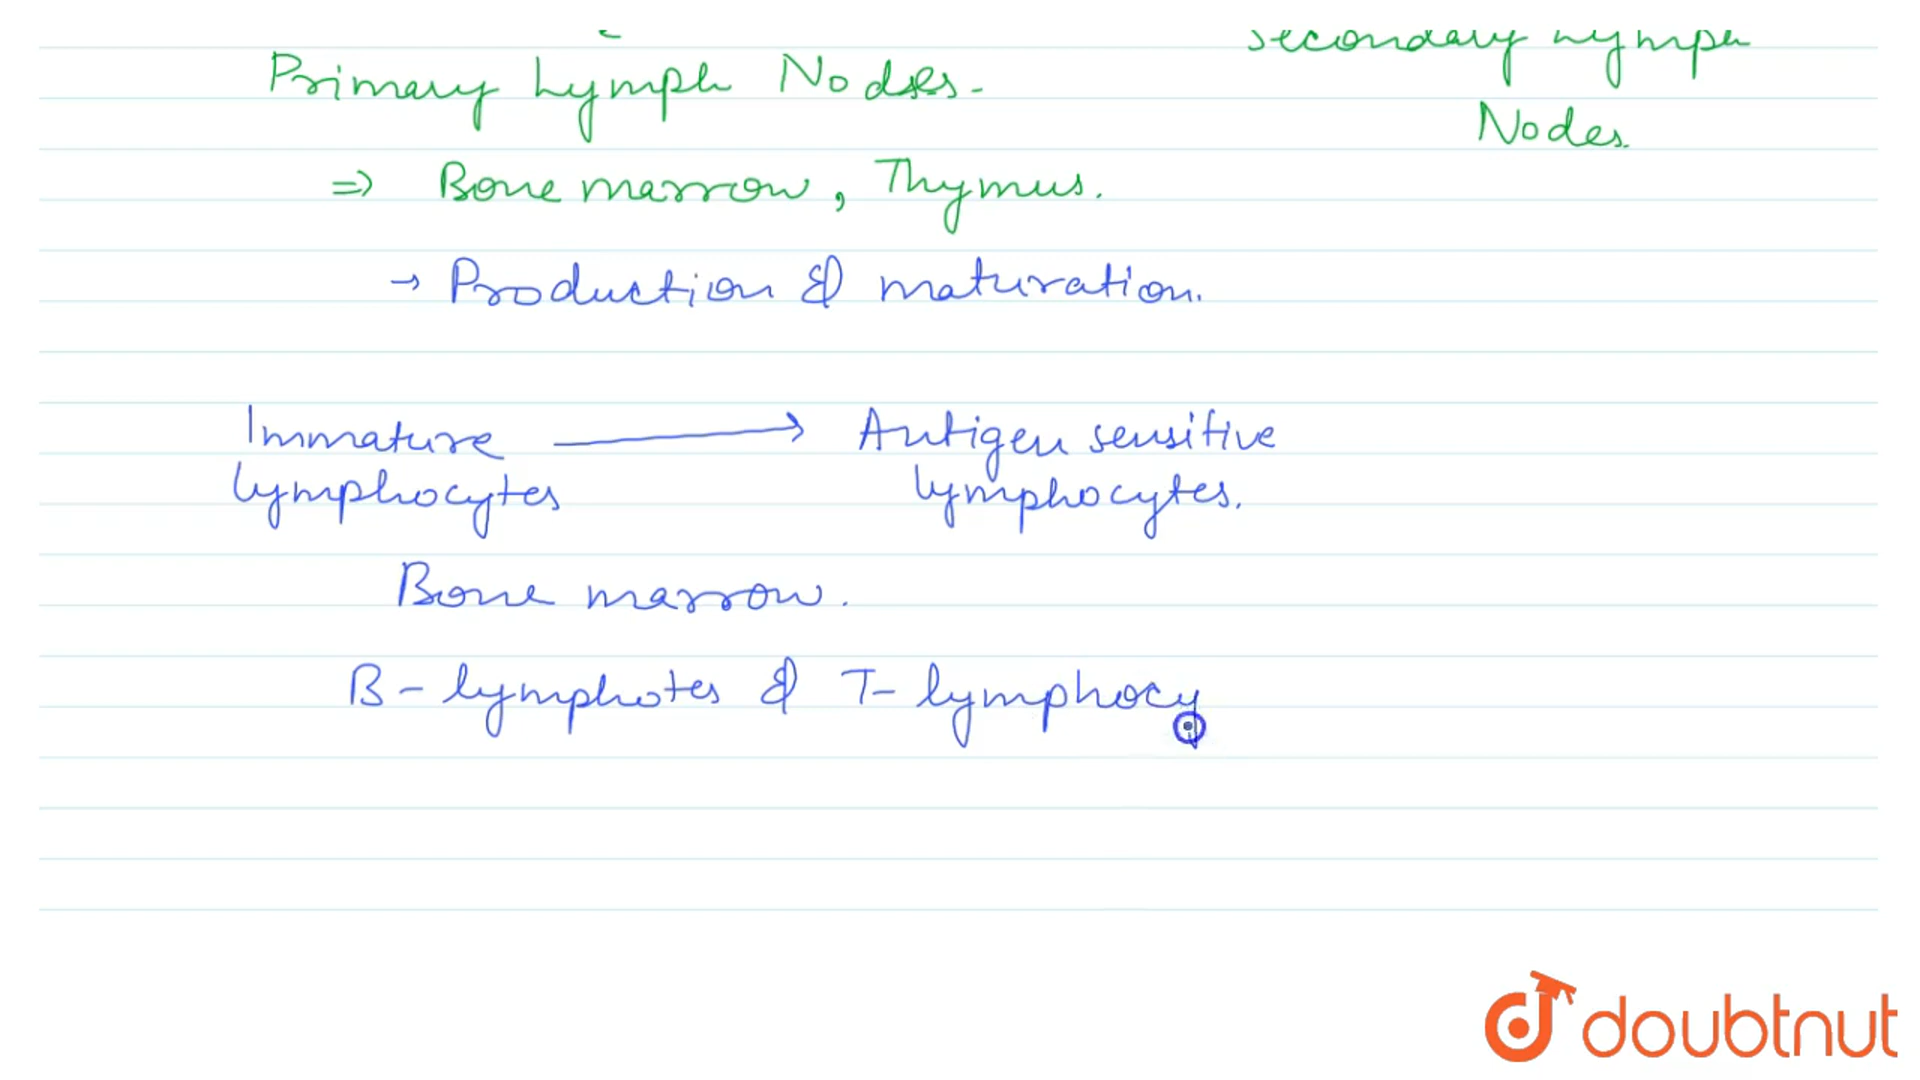 secondary lymph
Primary Lymph Nodes.
Nodes.
=> Bone marrow, Thymus.
→ Production & maturation.
Immature → Antigen sensitive
lymphocytes lymphocytes.
Bone marrow.
B - lymphotes & T- lymphocy
doubtnut